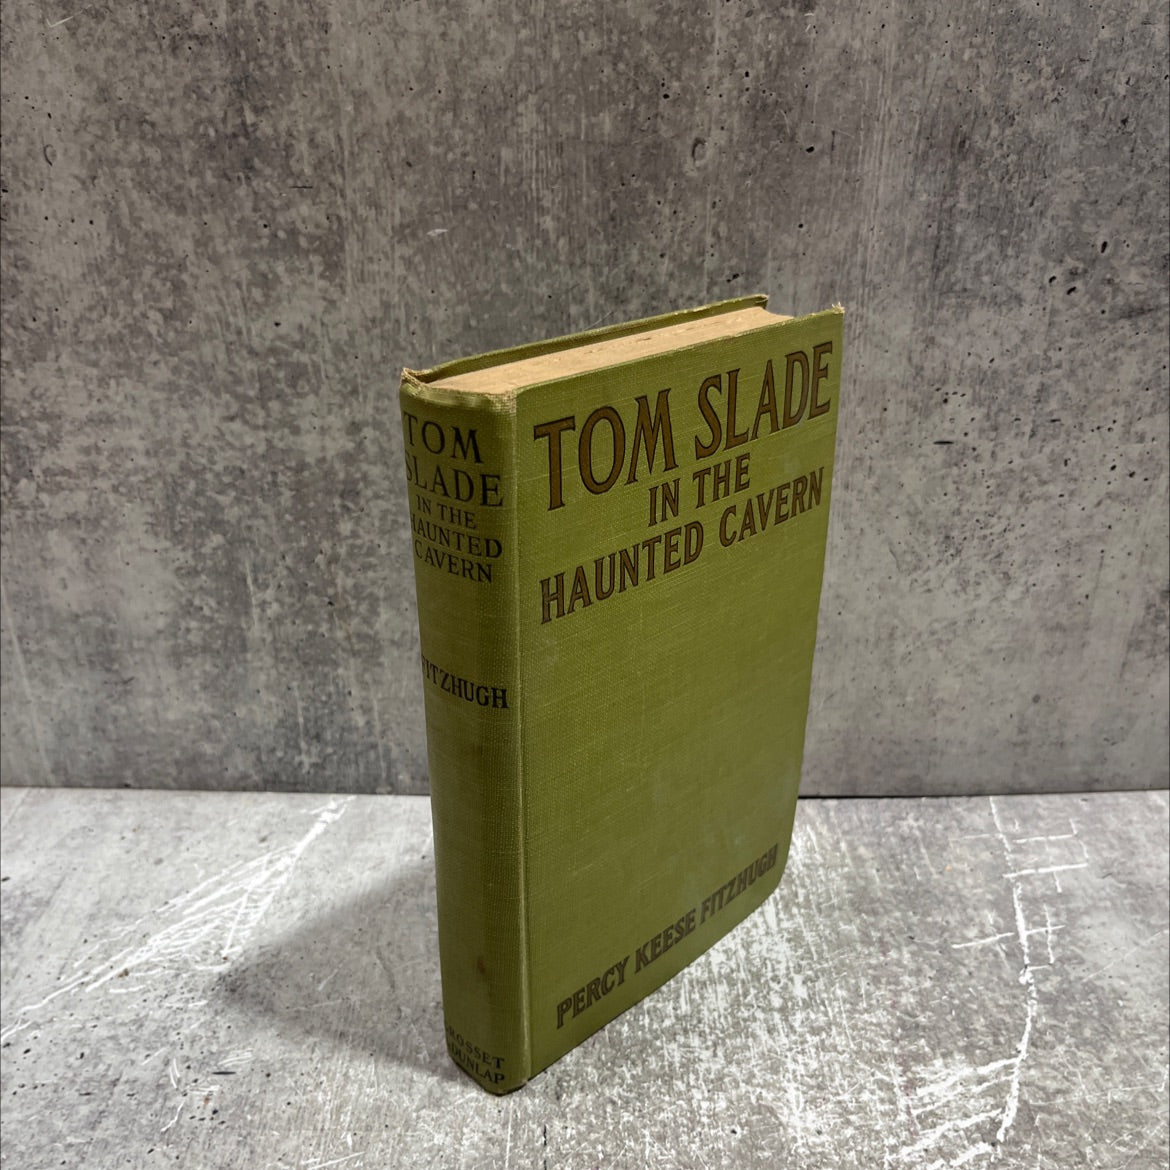 TOM
SLADE
IN THE
HAUNTED
CAVERN
FITZHUGH
GROSSET
& DUNLAP
TOM SLADE
IN THE
HAUNTED CAVERN
PERCY KEESE FITZHUGH